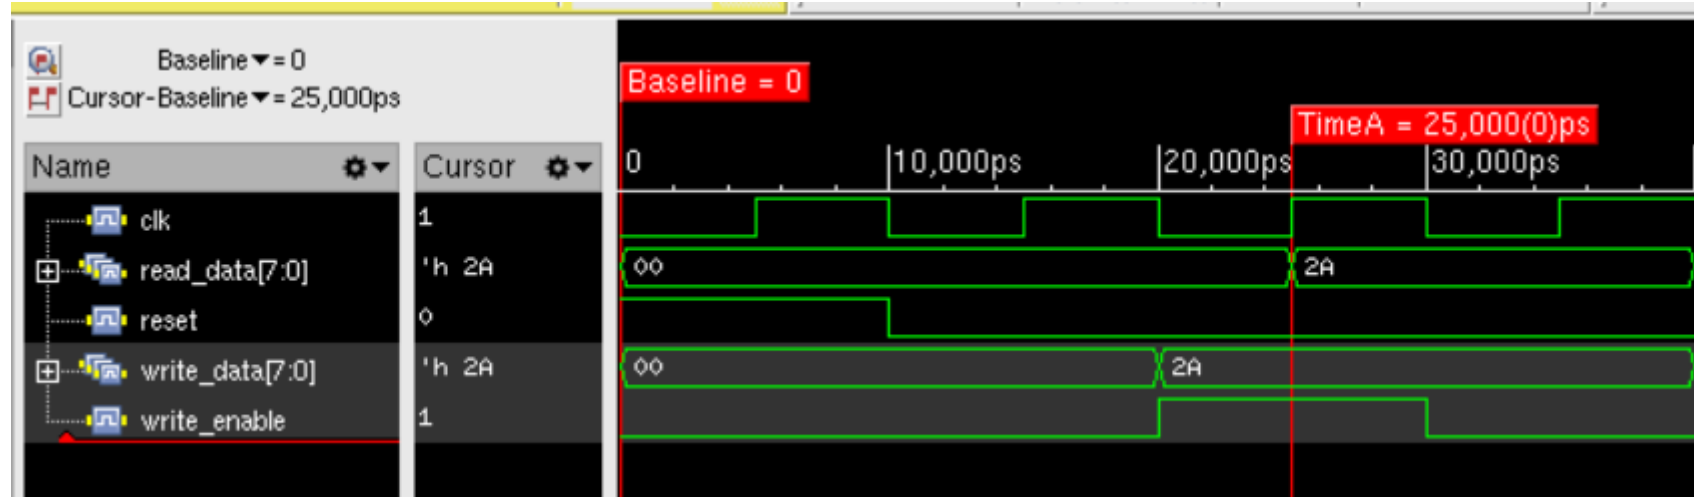 Baseline▼= 0
Cursor-Baseline▼= 25,000ps
Baseline = 0
TimeA = 25,000(0)ps
Name Cursor 0 10,000ps 20,000ps 30,000ps
clk 1
read_data[7:0] 'h 2A 00 2A
reset 0
write_data[7:0] 'h 2A 00 2A
write_enable 1